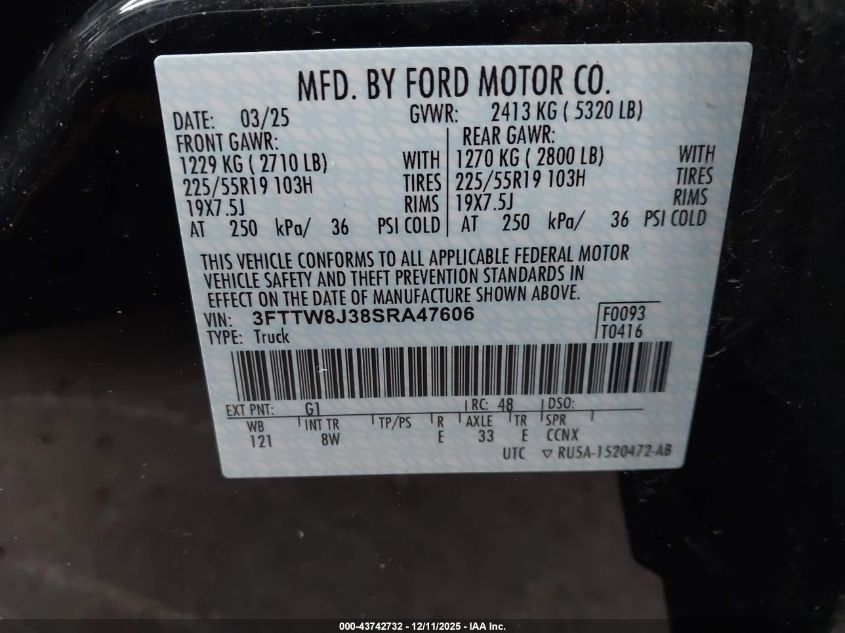 MFD. BY FORD MOTOR CO.
DATE: 03/25 GVWR: 2413 KG ( 5320 LB)
FRONT GAWR: REAR GAWR:
1229 KG ( 2710 LB) WITH 1270 KG ( 2800 LB) WITH
225/55R19 103H TIRES 225/55R19 103H TIRES
19X7.5J RIMS 19X7.5J RIMS
AT 250 kPa/ 36 PSI COLD AT 250 kPa/ 36 PSI COLD
THIS VEHICLE CONFORMS TO ALL APPLICABLE FEDERAL MOTOR
VEHICLE SAFETY AND THEFT PREVENTION STANDARDS IN
EFFECT ON THE DATE OF MANUFACTURE SHOWN ABOVE.
VIN: 3FTTW8J38SRA47606 F0093
TYPE: Truck T0416
EXT PNT: G1 RC: 48 DSO:
WB INT TR TP/PS R AXLE TR SPR
121 8W E 33 E CCNX
UTC ▽ RU5A-1520472-AB
000-43742732 - 12/11/2025 - IAA Inc.